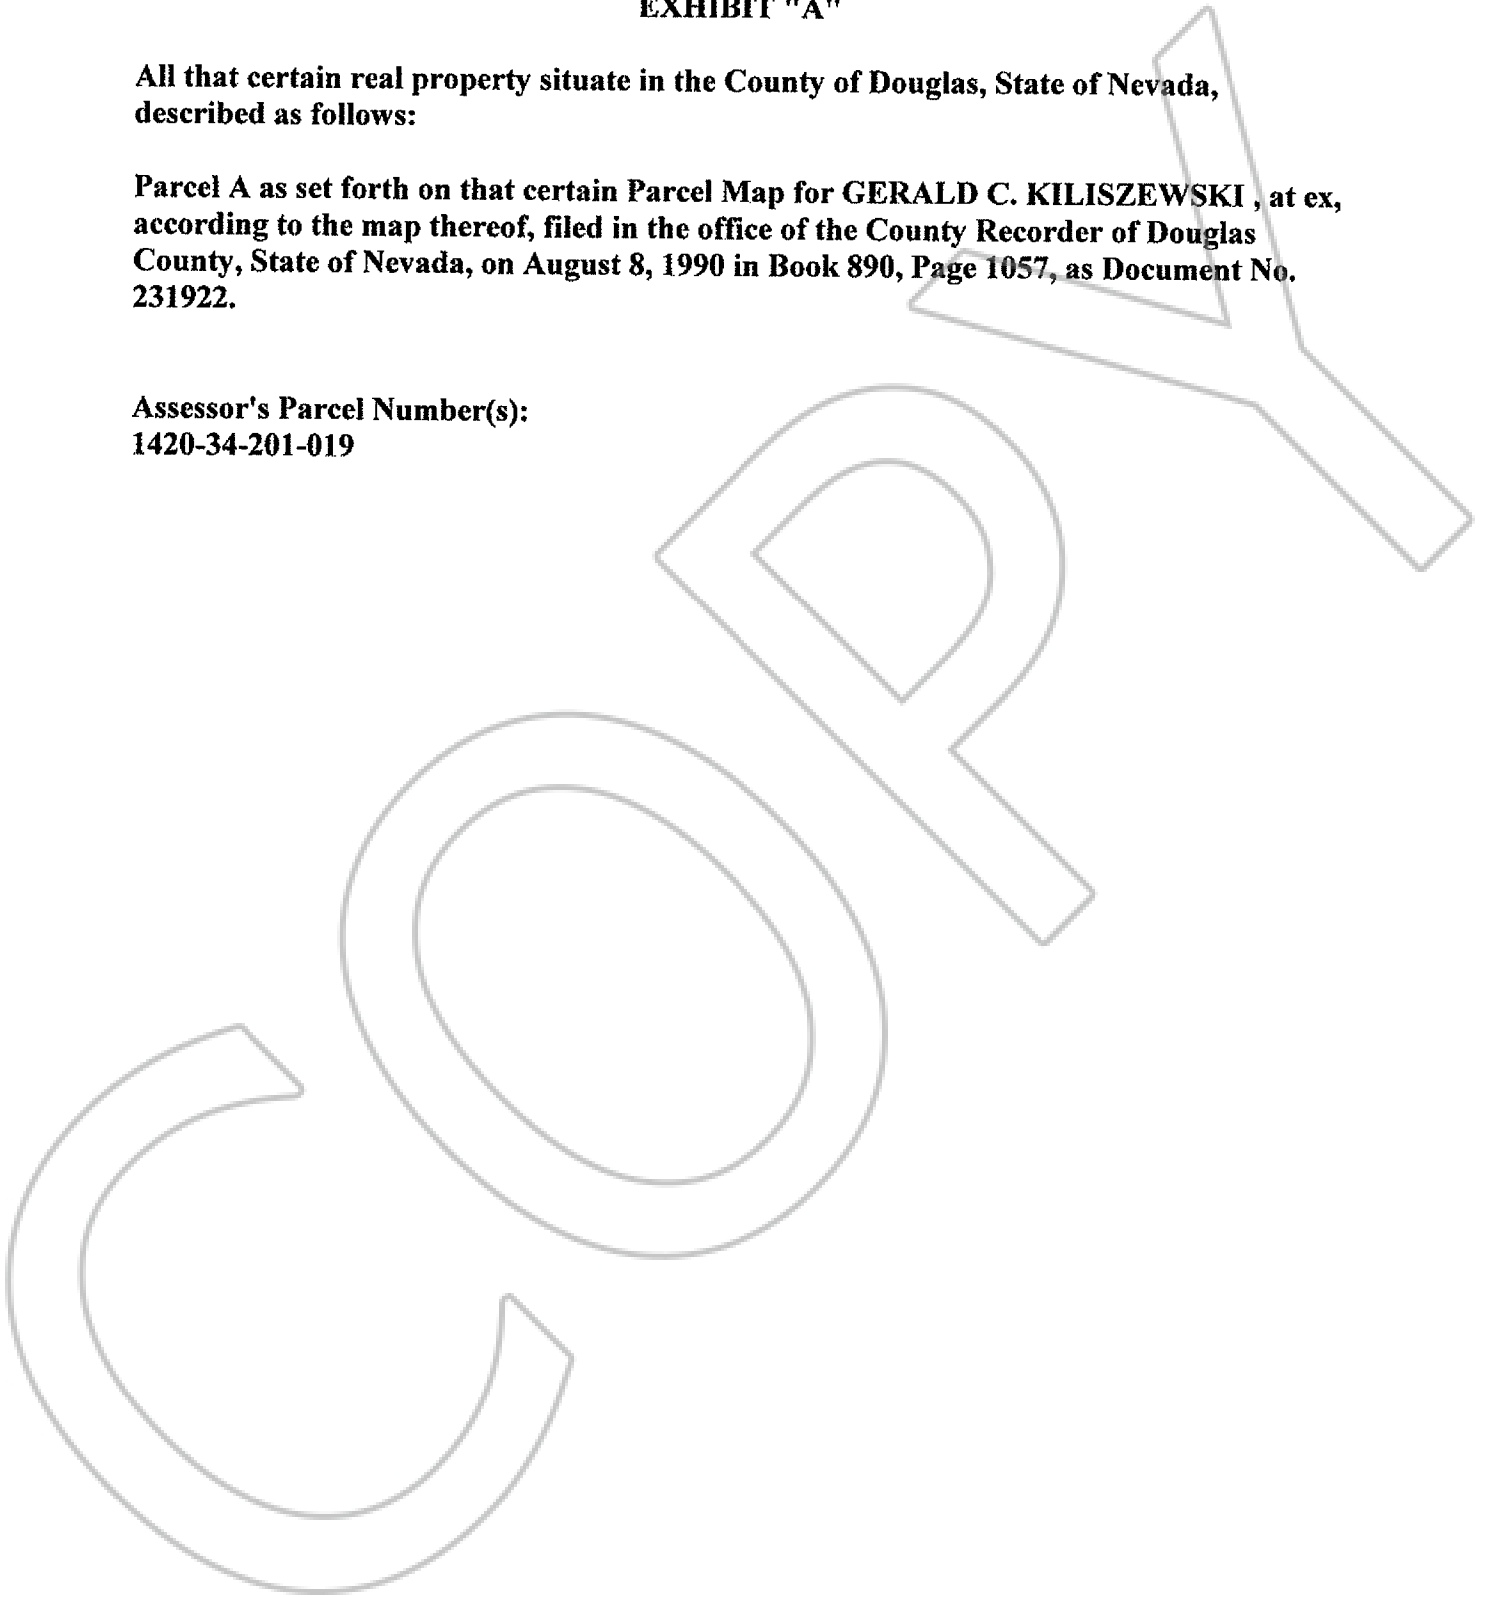 EXHIBIT "A"
All that certain real property situate in the County of Douglas, State of Nevada,
described as follows:
Parcel A as set forth on that certain Parcel Map for GERALD C. KILISZEWSKI , at ex,
according to the map thereof, filed in the office of the County Recorder of Douglas
County, State of Nevada, on August 8, 1990 in Book 890, Page 1057, as Document No.
231922.
Assessor's Parcel Number(s):
1420-34-201-019
COPY